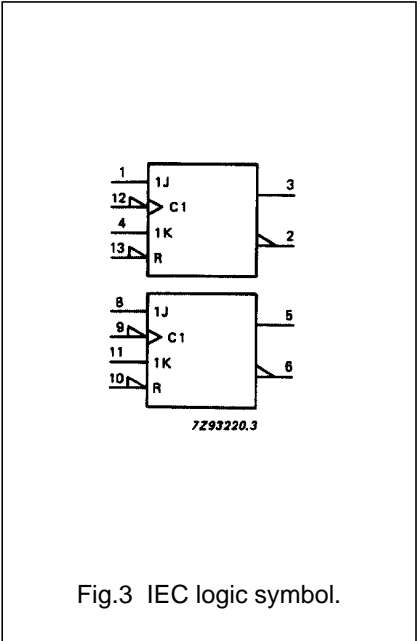 1 1J 3
12 C1
4 1K 2
13 R
8 1J 5
9 C1
11 1K 6
10 R
7Z93220.3
Fig.3 IEC logic symbol.